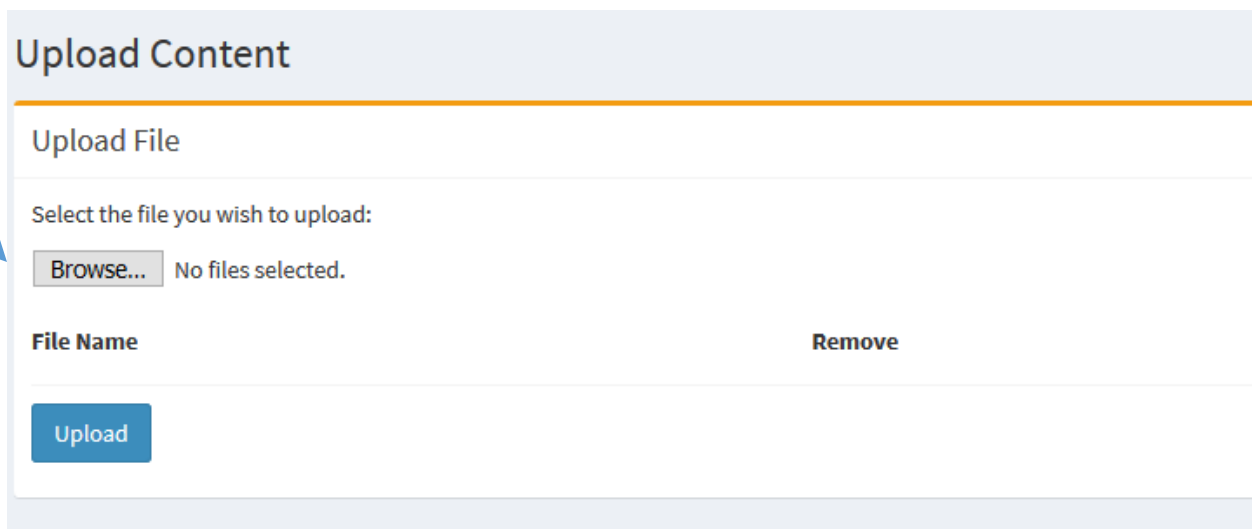 Upload Content
Upload File
Select the file you wish to upload:
Browse... No files selected.
File Name Remove
Upload